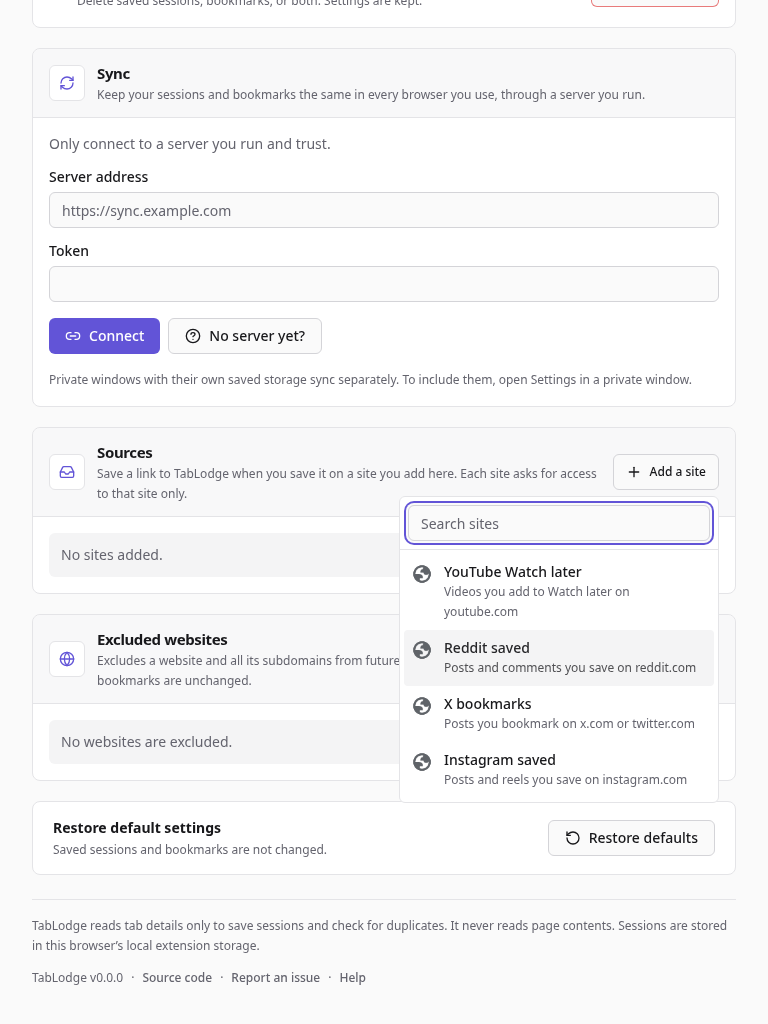 Delete saved sessions, bookmarks, or both. Settings are kept.
Sync
Keep your sessions and bookmarks the same in every browser you use, through a server you run.
Only connect to a server you run and trust.
Server address
https://sync.example.com
Token
Connect
No server yet?
Private windows with their own saved storage sync separately. To include them, open Settings in a private window.
Sources
Save a link to TabLodge when you save it on a site you add here. Each site asks for access
to that site only.
Add a site
No sites added.
Search sites
YouTube Watch later
Videos you add to Watch later on
youtube.com
Reddit saved
Posts and comments you save on reddit.com
X bookmarks
Posts you bookmark on x.com or twitter.com
Instagram saved
Posts and reels you save on instagram.com
Excluded websites
Excludes a website and all its subdomains from future
bookmarks are unchanged.
No websites are excluded.
Restore default settings
Saved sessions and bookmarks are not changed.
Restore defaults
TabLodge reads tab details only to save sessions and check for duplicates. It never reads page contents. Sessions are stored
in this browser’s local extension storage.
TabLodge v0.0.0 · Source code · Report an issue · Help